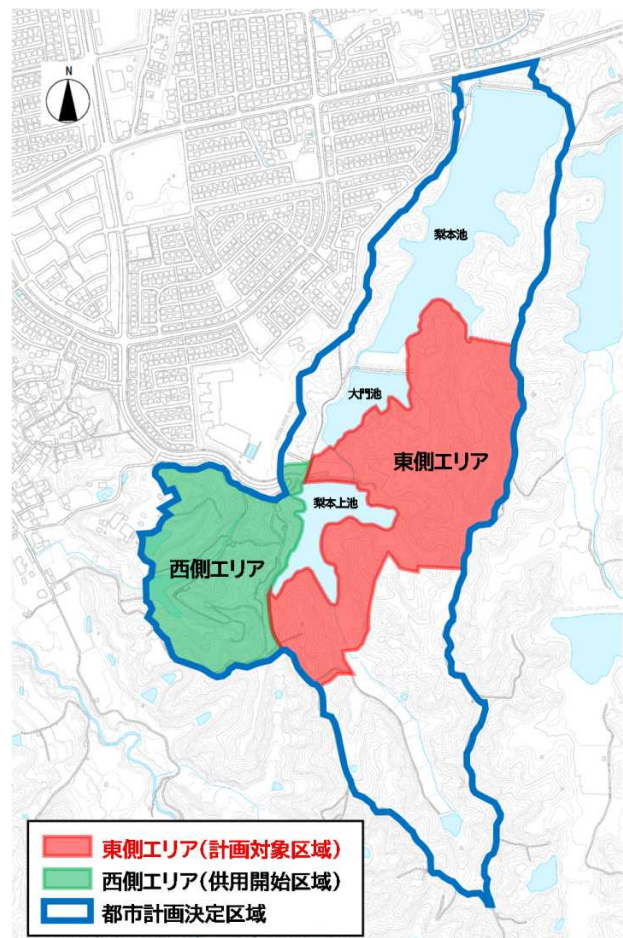 N
梨本池
大門池
東側エリア
梨本上池
西側エリア
東側エリア(計画対象区域)
西側エリア(供用開始区域)
都市計画決定区域